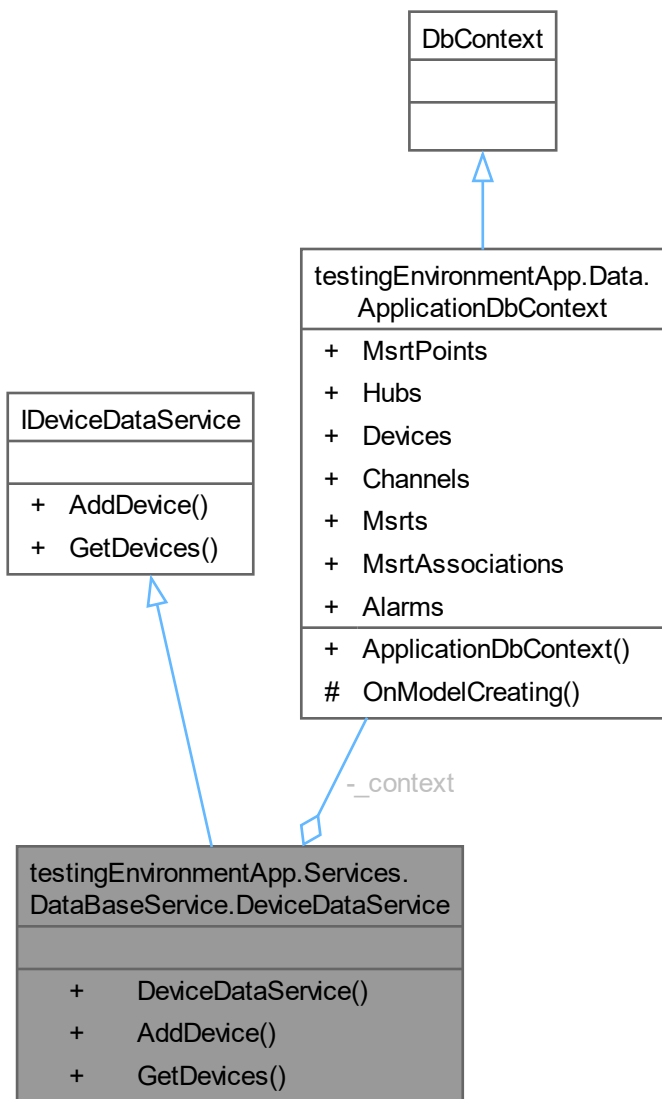 DbContext
testingEnvironmentApp.Data.
ApplicationDbContext
+ MsrtPoints
+ Hubs
+ Devices
+ Channels
+ Msrts
+ MsrtAssociations
+ Alarms
+ ApplicationDbContext()
# OnModelCreating()
IDeviceDataService
+ AddDevice()
+ GetDevices()
-_context
testingEnvironmentApp.Services.
DataBaseService.DeviceDataService
+ DeviceDataService()
+ AddDevice()
+ GetDevices()